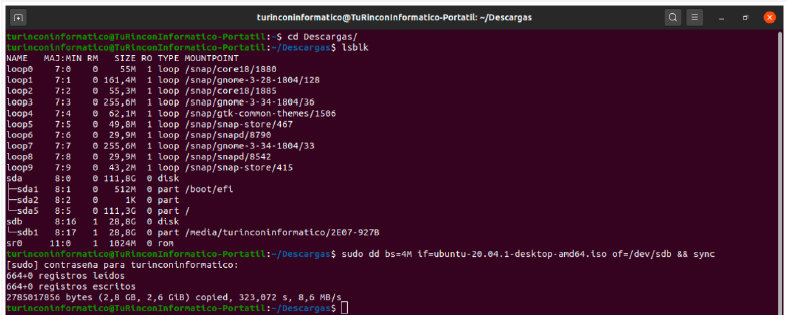 turinconinformatico@TuRinconInformatico-Portatil: ~/Descargas
turinconinformatico@TuRinconInformatico-Portatil:~$ cd Descargas/
turinconinformatico@TuRinconInformatico-Portatil:~/Descargas$ lsblk
NAME   MAJ:MIN RM   SIZE RO TYPE MOUNTPOINT
loop0    7:0    0    55M  1 loop /snap/core18/1880
loop1    7:1    0 161,4M  1 loop /snap/gnome-3-28-1804/128
loop2    7:2    0  55,3M  1 loop /snap/core18/1885
loop3    7:3    0 255,6M  1 loop /snap/gnome-3-34-1804/36
loop4    7:4    0  62,1M  1 loop /snap/gtk-common-themes/1506
loop5    7:5    0  49,8M  1 loop /snap/snap-store/467
loop6    7:6    0  29,9M  1 loop /snap/snapd/8790
loop7    7:7    0 255,6M  1 loop /snap/gnome-3-34-1804/33
loop8    7:8    0  29,9M  1 loop /snap/snapd/8542
loop9    7:9    0  43,2M  1 loop /snap/snap-store/415
sda      8:0    0 111,8G  0 disk
├─sda1   8:1    0   512M  0 part /boot/efi
├─sda2   8:2    0     1K  0 part
└─sda5   8:5    0 111,3G  0 part /
sdb      8:16   1  28,8G  0 disk
└─sdb1   8:17   1  28,8G  0 part /media/turinconinformatico/2E07-927B
sr0     11:0    1  1024M  0 rom
turinconinformatico@TuRinconInformatico-Portatil:~/Descargas$ sudo dd bs=4M if=ubuntu-20.04.1-desktop-amd64.iso of=/dev/sdb && sync
[sudo] contraseña para turinconinformatico:
664+0 registros leídos
664+0 registros escritos
2785017856 bytes (2,8 GB, 2,6 GiB) copied, 323,072 s, 8,6 MB/s
turinconinformatico@TuRinconInformatico-Portatil:~/Descargas$